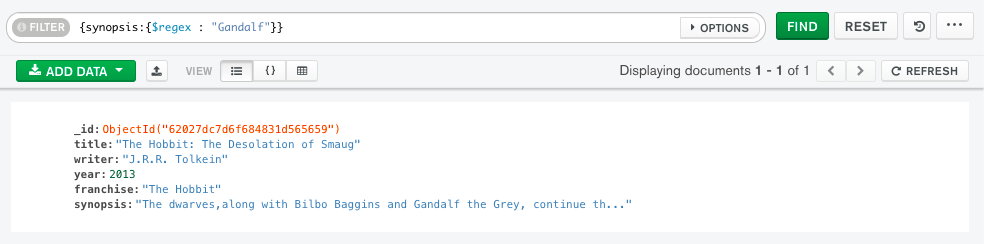 FILTER {synopsis:{$regex : "Gandalf"}} OPTIONS FIND RESET ...
ADD DATA VIEW {} Displaying documents 1 - 1 of 1 < > REFRESH
_id: ObjectId("62027dc7d6f684831d565659")
title: "The Hobbit: The Desolation of Smaug"
writer: "J.R.R. Tolkein"
year: 2013
franchise: "The Hobbit"
synopsis: "The dwarves,along with Bilbo Baggins and Gandalf the Grey, continue th..."